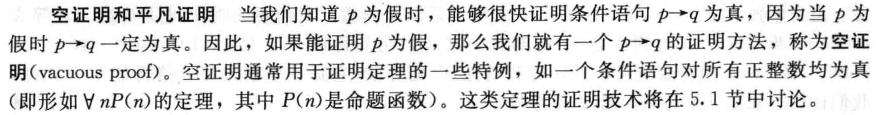 空证明和平凡证明　当我们知道 p 为假时，能够很快证明条件语句 p→q 为真，因为当 p 为
假时 p→q 一定为真。因此，如果能证明 p 为假，那么我们就有一个 p→q 的证明方法，称为空证
明(vacuous proof)。空证明通常用于证明定理的一些特例，如一个条件语句对所有正整数均为真
(即形如 ∀nP(n)的定理，其中 P(n)是命题函数)。这类定理的证明技术将在 5.1 节中讨论。